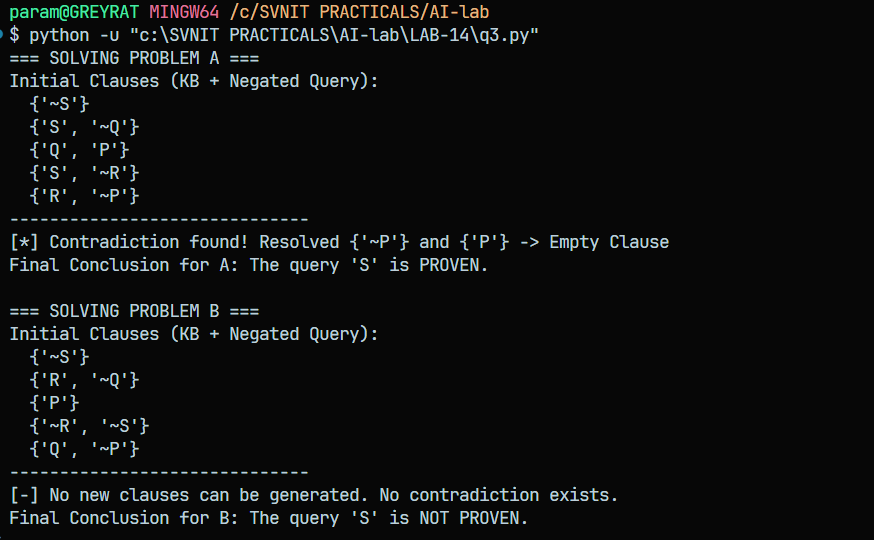 param@GREYRAT MINGW64 /c/SVNIT PRACTICALS/AI-lab
$ python -u "c:\SVNIT PRACTICALS\AI-lab\LAB-14\q3.py"
=== SOLVING PROBLEM A ===
Initial Clauses (KB + Negated Query):
  {'~S'}
  {'S', '~Q'}
  {'Q', 'P'}
  {'S', '~R'}
  {'R', '~P'}
------------------------------
[*] Contradiction found! Resolved {'~P'} and {'P'} -> Empty Clause
Final Conclusion for A: The query 'S' is PROVEN.

=== SOLVING PROBLEM B ===
Initial Clauses (KB + Negated Query):
  {'~S'}
  {'R', '~Q'}
  {'P'}
  {'~R', '~S'}
  {'Q', '~P'}
------------------------------
[-] No new clauses can be generated. No contradiction exists.
Final Conclusion for B: The query 'S' is NOT PROVEN.